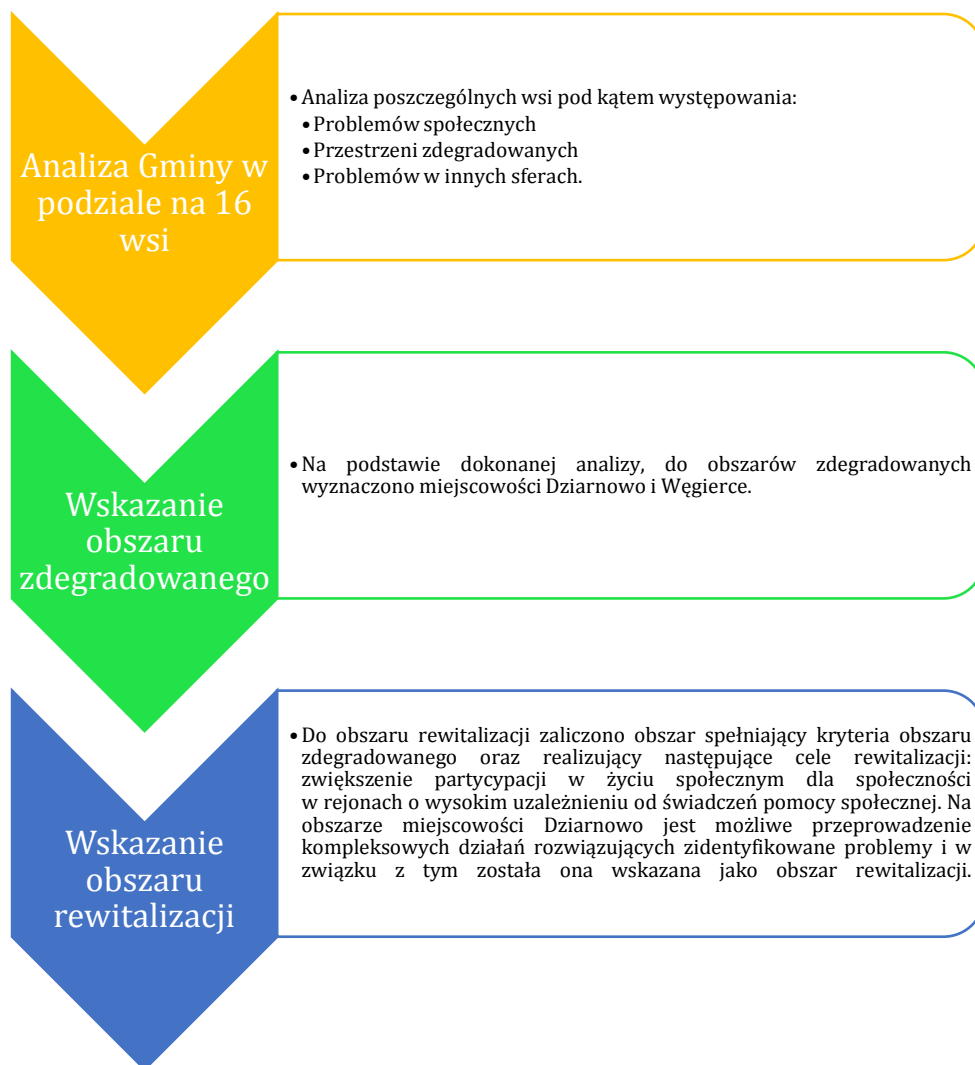 Analiza Gminy w
podziale na 16
wsi
• Analiza poszczególnych wsi pod kątem występowania:
• Problemów społecznych
• Przestrzeni zdegradowanych
• Problemów w innych sferach.
Wskazanie
obszaru
zdegradowanego
• Na podstawie dokonanej analizy, do obszarów zdegradowanych
wyznaczono miejscowości Dziarnowo i Węgierce.
Wskazanie
obszaru
rewitalizacji
• Do obszaru rewitalizacji zaliczono obszar spełniający kryteria obszaru
zdegradowanego oraz realizujący następujące cele rewitalizacji:
zwiększenie partycypacji w życiu społecznym dla społeczności
w rejonach o wysokim uzależnieniu od świadczeń pomocy społecznej. Na
obszarze miejscowości Dziarnowo jest możliwe przeprowadzenie
kompleksowych działań rozwiązujących zidentyfikowane problemy i w
związku z tym została ona wskazana jako obszar rewitalizacji.